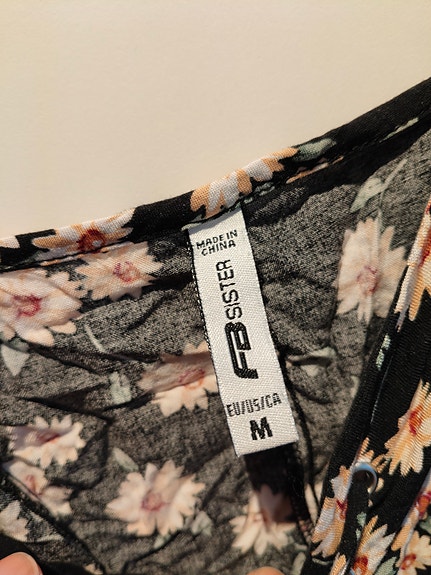 MADE IN
CHINA
FB SISTER
EU/US/CA
M